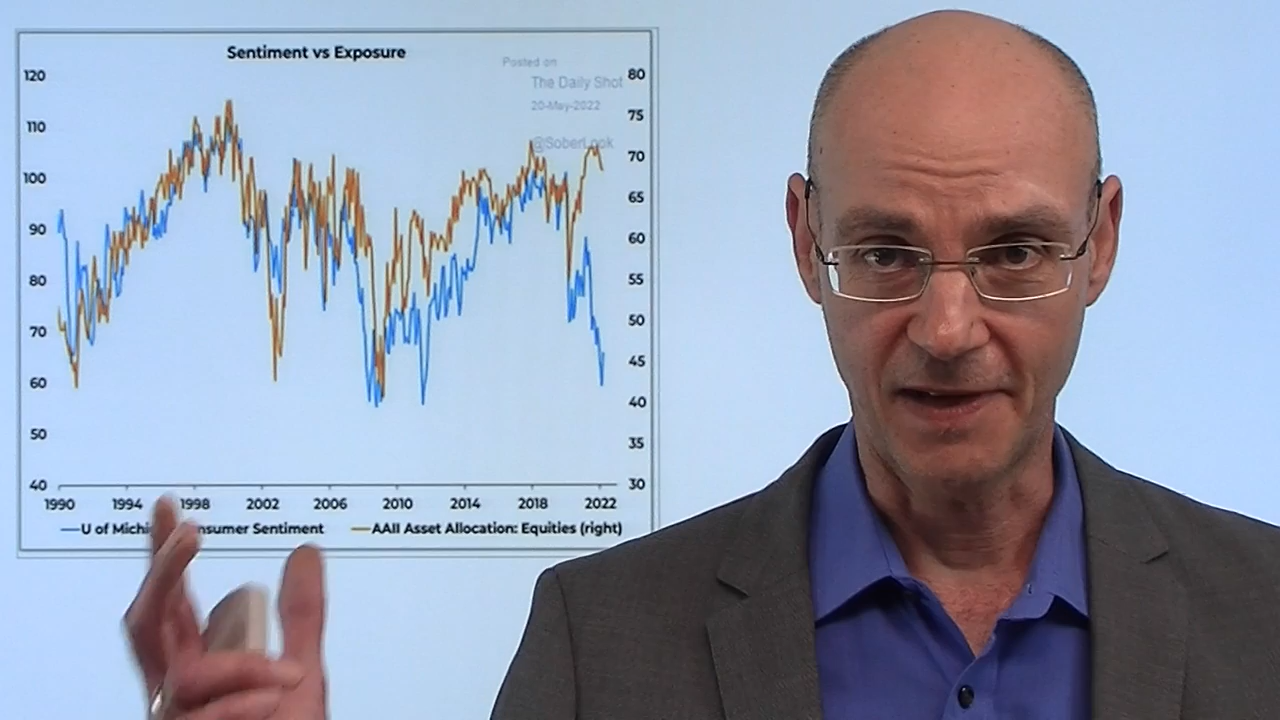 Sentiment vs Exposure
Posted on
The Daily Shot
20-May-2022
@SoberLook
120
110
100
90
80
70
60
50
40
80
75
70
65
60
55
50
45
40
35
30
1990 1994 1998 2002 2006 2010 2014 2018 2022
U of Michi nsumer Sentiment AAII Asset Allocation: Equities (right)